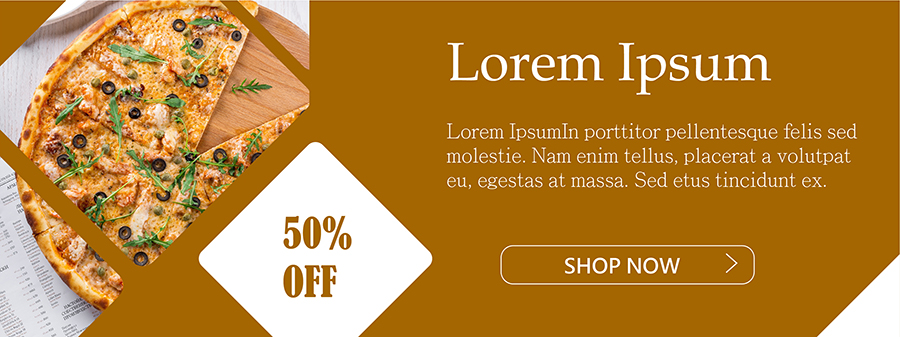 Lorem Ipsum
Lorem IpsumIn porttitor pellentesque felis sed
molestie. Nam enim tellus, placerat a volutpat
eu, egestas at massa. Sed etus tincidunt ex.
50%
OFF
SHOP NOW